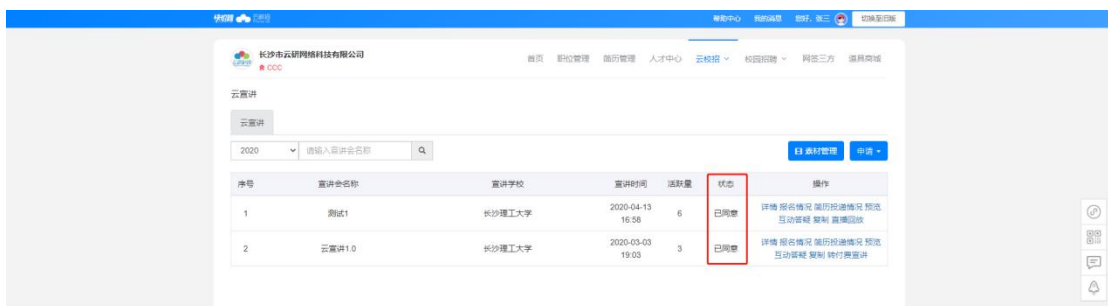 快招聘 云校招
帮助中心 我的消息 您好, 张三 切换至旧版
长沙市云研网络科技有限公司
CCC
首页 职位管理 简历管理 人才中心 云校招 校园招聘 网签三方 道具商城
云宣讲
云宣讲
2020 请输入宣讲会名称 素材管理 申请
序号 宣讲会名称 宣讲学校 宣讲时间 活跃量 状态 操作
1 测试1 长沙理工大学 2020-04-13 16:58 6 已同意 详情 报名情况 简历投递情况 预览
互动答疑 复制 直播回放
2 云宣讲1.0 长沙理工大学 2020-03-03 19:03 3 已同意 详情 报名情况 简历投递情况 预览
互动答疑 复制 转付费宣讲